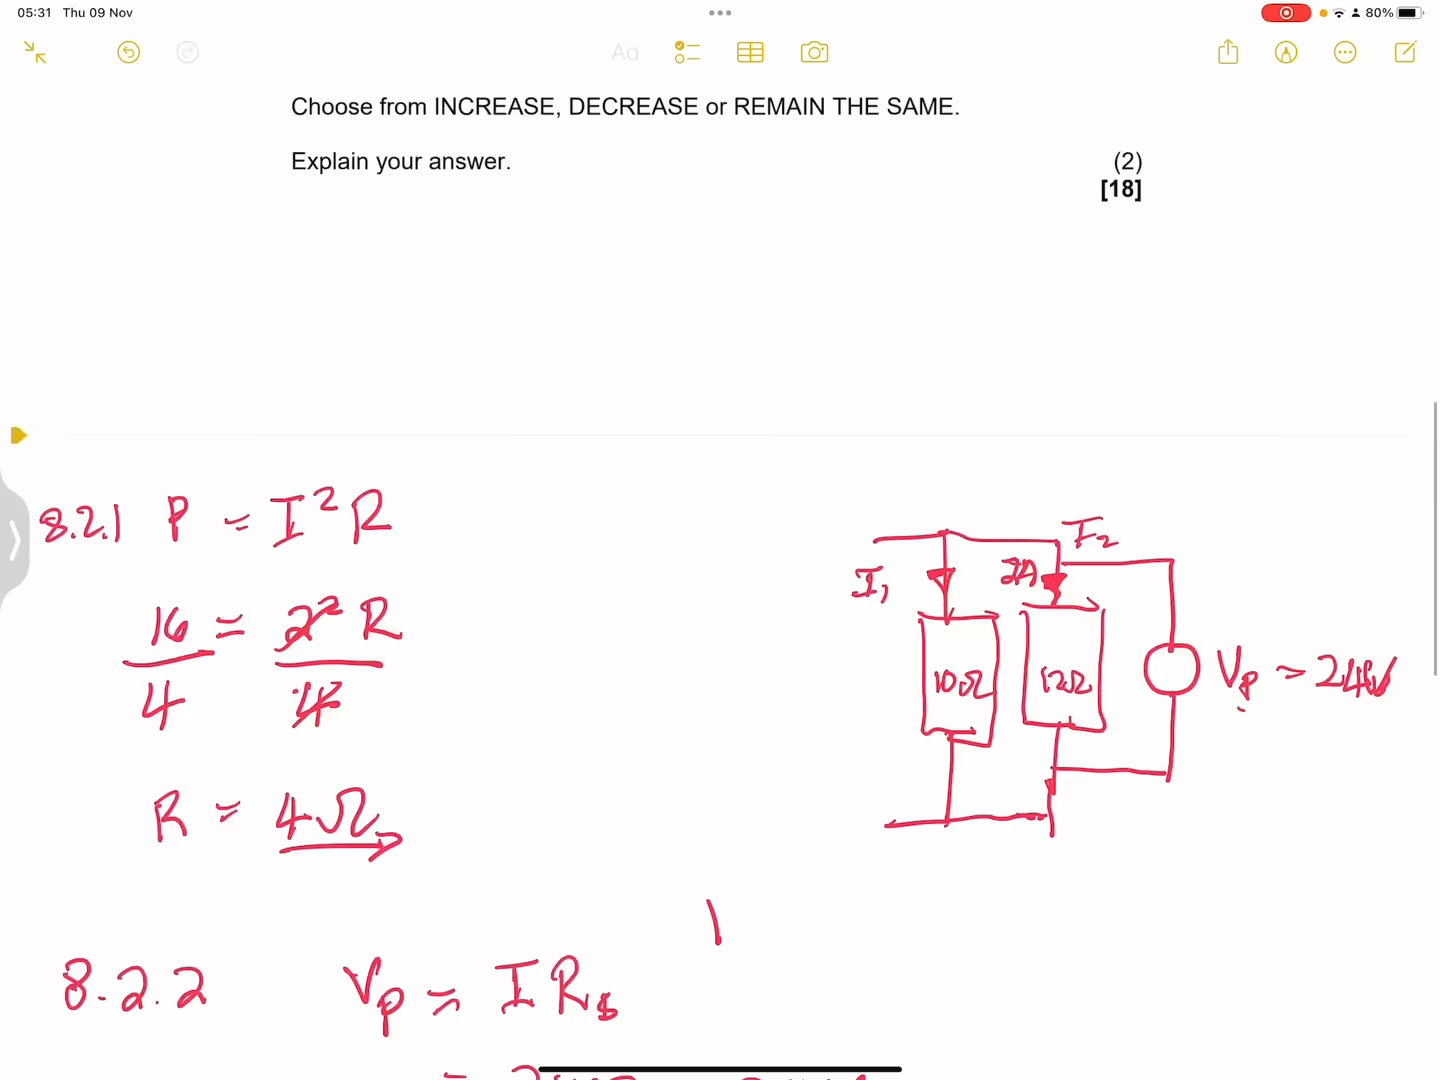 05:31 Thu 09 Nov
80%
Aa
Choose from INCREASE, DECREASE or REMAIN THE SAME.
Explain your answer. (2)
[18]
8.2.1 P = I² R
16 = 2² R
4 4
R = 4Ω
I₁ 2A I₂
10Ω 12Ω Vp = 24V
8.2.2 Vp = I Rs
=